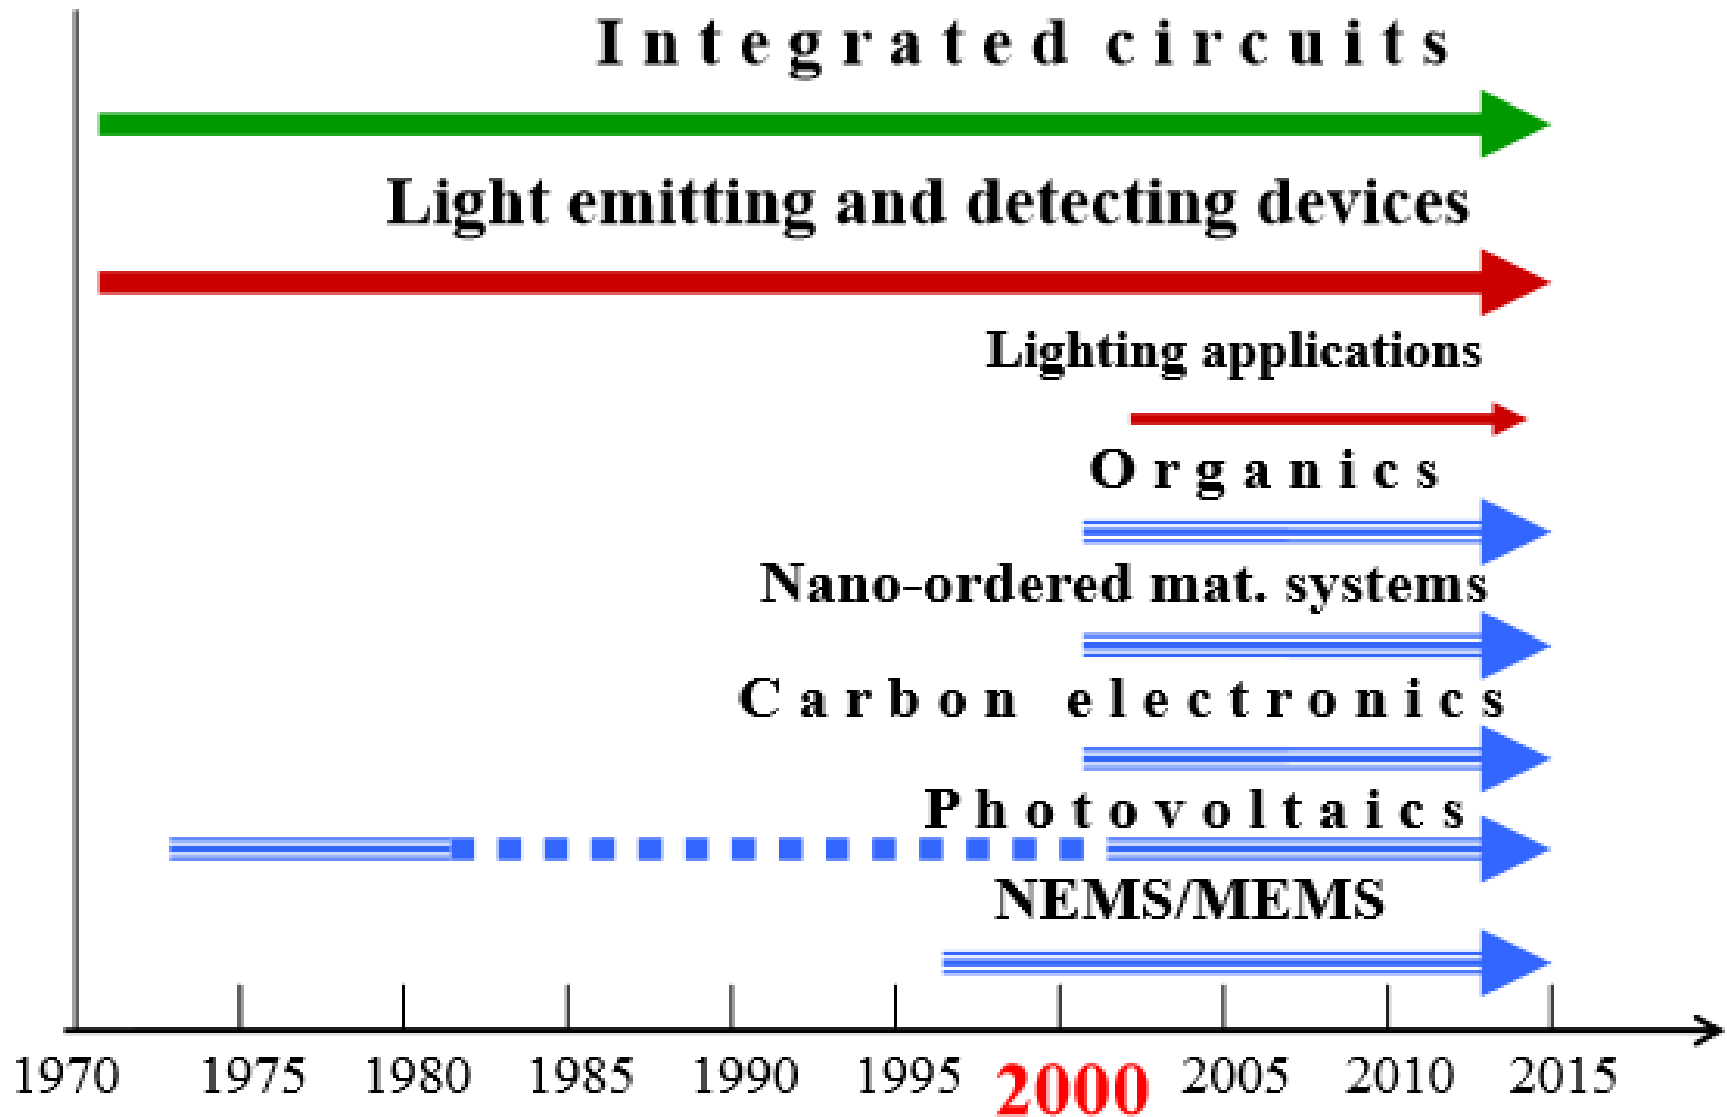 Integrated circuits
Light emitting and detecting devices
Lighting applications
Organics
Nano-ordered mat. systems
Carbon electronics
Photovoltaics
NEMS/MEMS
1970 1975 1980 1985 1990 1995 2000 2005 2010 2015